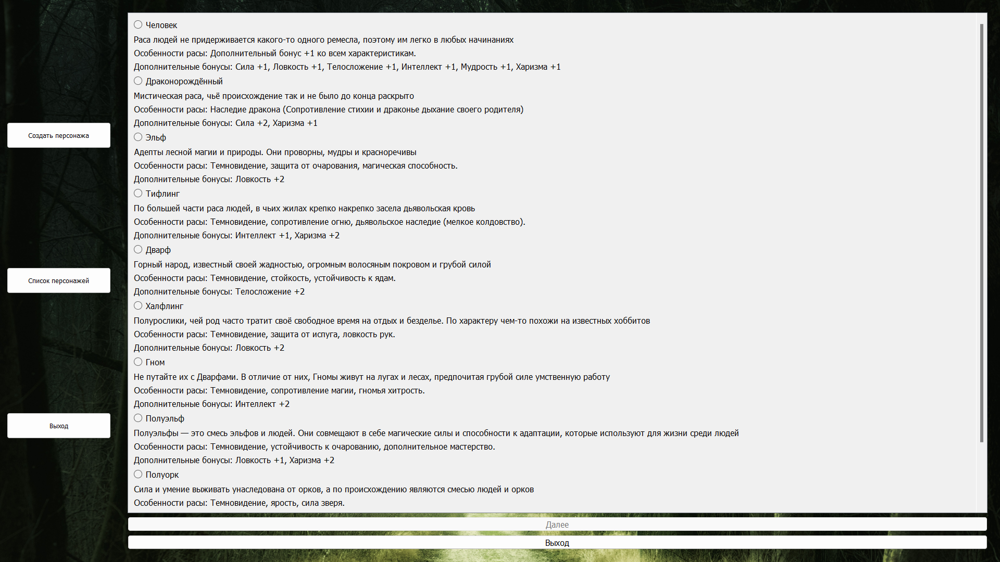 Создать персонажа
Список персонажей
Выход
Человек
Раса людей не придерживается какого-то одного ремесла, поэтому им легко в любых начинаниях
Особенности расы: Дополнительный бонус +1 ко всем характеристикам.
Дополнительные бонусы: Сила +1, Ловкость +1, Телосложение +1, Интеллект +1, Мудрость +1, Харизма +1
Драконорождённый
Мистическая раса, чьё происхождение так и не было до конца раскрыто
Особенности расы: Наследие дракона (Сопротивление стихии и драконье дыхание своего родителя)
Дополнительные бонусы: Сила +2, Харизма +1
Эльф
Адепты лесной магии и природы. Они проворны, мудры и красноречивы
Особенности расы: Темновидение, защита от очарования, магическая способность.
Дополнительные бонусы: Ловкость +2
Тифлинг
По большей части раса людей, в чьих жилах крепко накрепко засела дьявольская кровь
Особенности расы: Темновидение, сопротивление огню, дьявольское наследие (мелкое колдовство).
Дополнительные бонусы: Интеллект +1, Харизма +2
Дварф
Горный народ, известный своей жадностью, огромным волосяным покровом и грубой силой
Особенности расы: Темновидение, стойкость, устойчивость к ядам.
Дополнительные бонусы: Телосложение +2
Халфлинг
Полурослики, чей род часто тратит своё свободное время на отдых и безделье. По характеру чем-то похожи на известных хоббитов
Особенности расы: Темновидение, защита от испуга, ловкость рук.
Дополнительные бонусы: Ловкость +2
Гном
Не путайте их с Дварфами. В отличие от них, Гномы живут на лугах и лесах, предпочитая грубой силе умственную работу
Особенности расы: Темновидение, сопротивление магии, гномья хитрость.
Дополнительные бонусы: Интеллект +2
Полуэльф
Полуэльфы — это смесь эльфов и людей. Они совмещают в себе магические силы и способности к адаптации, которые используют для жизни среди людей
Особенности расы: Темновидение, устойчивость к очарованию, дополнительное мастерство.
Дополнительные бонусы: Ловкость +1, Харизма +2
Полуорк
Сила и умение выживать унаследована от орков, а по происхождению являются смесью людей и орков
Особенности расы: Темновидение, ярость, сила зверя.
Далее
Выход